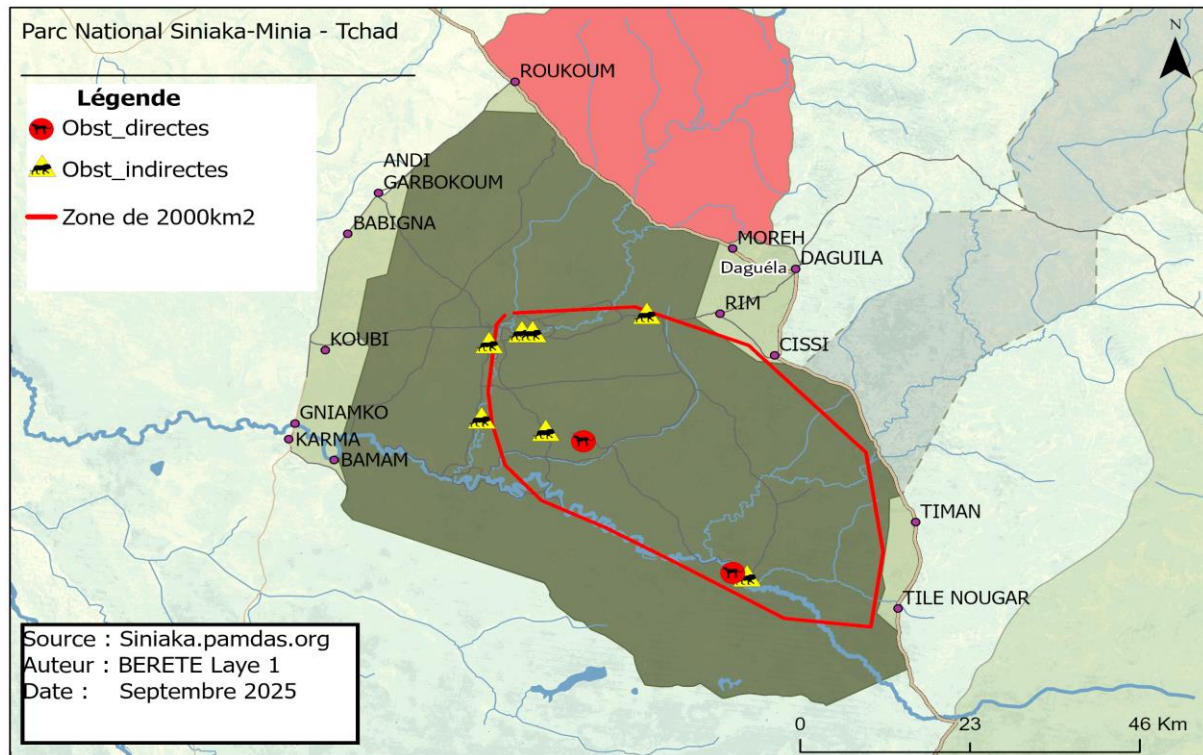 Parc National Siniaka-Minia - Tchad
Légende
Obst_directes
Obst_indirectes
Zone de 2000km2
N
ROUKOUM
ANDI
GARBOKOUM
BABIGNA
MOREH
Daguéla
DAGUILA
RIM
KOUBI
CISSI
GNIAMKO
KARMA
BAMAM
TIMAN
TILE NOUGAR
Source : Siniaka.pamdas.org
Auteur : BERETE Laye 1
Date : Septembre 2025
0 23 46 Km